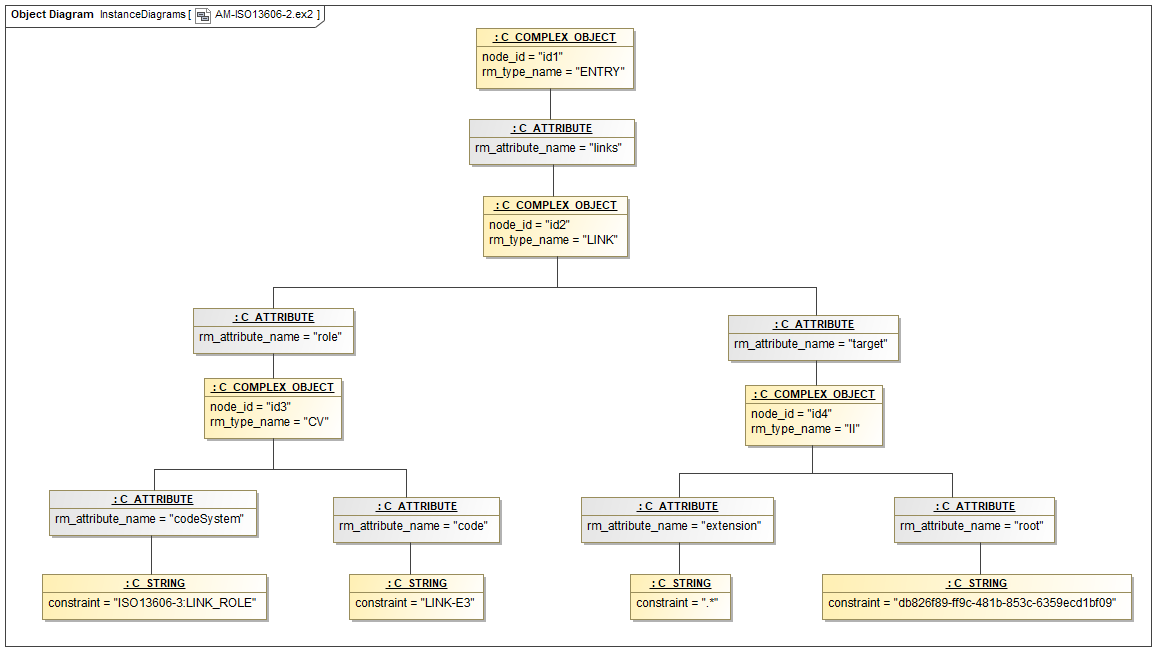 Object Diagram InstanceDiagrams [ AM-ISO13606-2.ex2 ]
: C_COMPLEX_OBJECT
node_id = "id1"
rm_type_name = "ENTRY"
: C_ATTRIBUTE
rm_attribute_name = "links"
: C_COMPLEX_OBJECT
node_id = "id2"
rm_type_name = "LINK"
: C_ATTRIBUTE
rm_attribute_name = "role"
: C_ATTRIBUTE
rm_attribute_name = "target"
: C_COMPLEX_OBJECT
node_id = "id3"
rm_type_name = "CV"
: C_COMPLEX_OBJECT
node_id = "id4"
rm_type_name = "II"
: C_ATTRIBUTE
rm_attribute_name = "codeSystem"
: C_ATTRIBUTE
rm_attribute_name = "code"
: C_ATTRIBUTE
rm_attribute_name = "extension"
: C_ATTRIBUTE
rm_attribute_name = "root"
: C_STRING
constraint = "ISO13606-3:LINK_ROLE"
: C_STRING
constraint = "LINK-E3"
: C_STRING
constraint = ".*"
: C_STRING
constraint = "db826f89-ff9c-481b-853c-6359ecd1bf09"